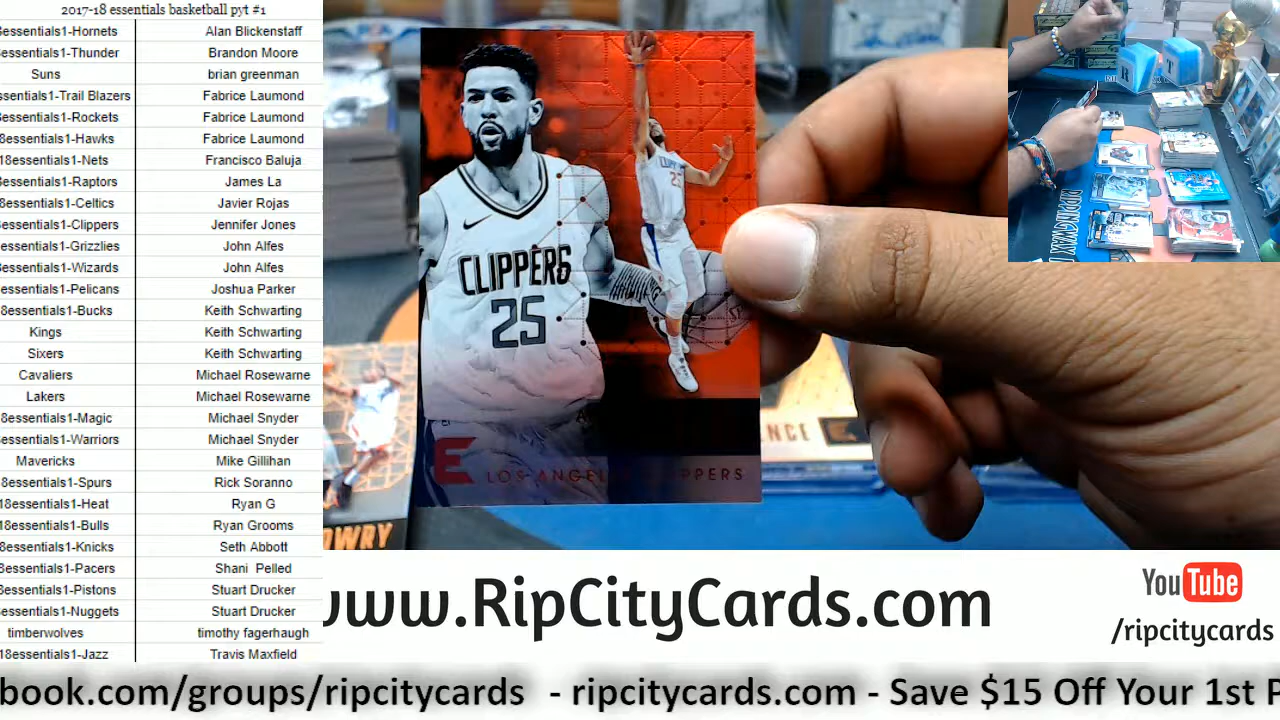 2017-18 essentials basketball pyt #1
8essentials1-Hornets Alan Blickenstaff
8essentials1-Thunder Brandon Moore
Suns brian greenman
ssentials1-Trail Blazers Fabrice Laumond
8essentials1-Rockets Fabrice Laumond
8essentials1-Hawks Fabrice Laumond
18essentials1-Nets Francisco Baluja
8essentials1-Raptors James La
8essentials1-Celtics Javier Rojas
8essentials1-Clippers Jennifer Jones
8essentials1-Grizzlies John Alfes
8essentials1-Wizards John Alfes
essentials1-Pelicans Joshua Parker
8essentials1-Bucks Keith Schwarting
Kings Keith Schwarting
Sixers Keith Schwarting
Cavaliers Michael Rosewarne
Lakers Michael Rosewarne
8essentials1-Magic Michael Snyder
essentials1-Warriors Michael Snyder
Mavericks Mike Gillihan
8essentials1-Spurs Rick Soranno
18essentials1-Heat Ryan G
18essentials1-Bulls Ryan Grooms
8essentials1-Knicks Seth Abbott
8essentials1-Pacers Shani Pelled
8essentials1-Pistons Stuart Drucker
essentials1-Nuggets Stuart Drucker
timberwolves timothy fagerhaugh
18essentials1-Jazz Travis Maxfield
CLIPPERS
25
E LOS ANGELES CLIPPERS
OWRY
NCE
www.RipCityCards.com
YouTube
/ripcitycards
book.com/groups/ripcitycards - ripcitycards.com - Save $15 Off Your 1st P